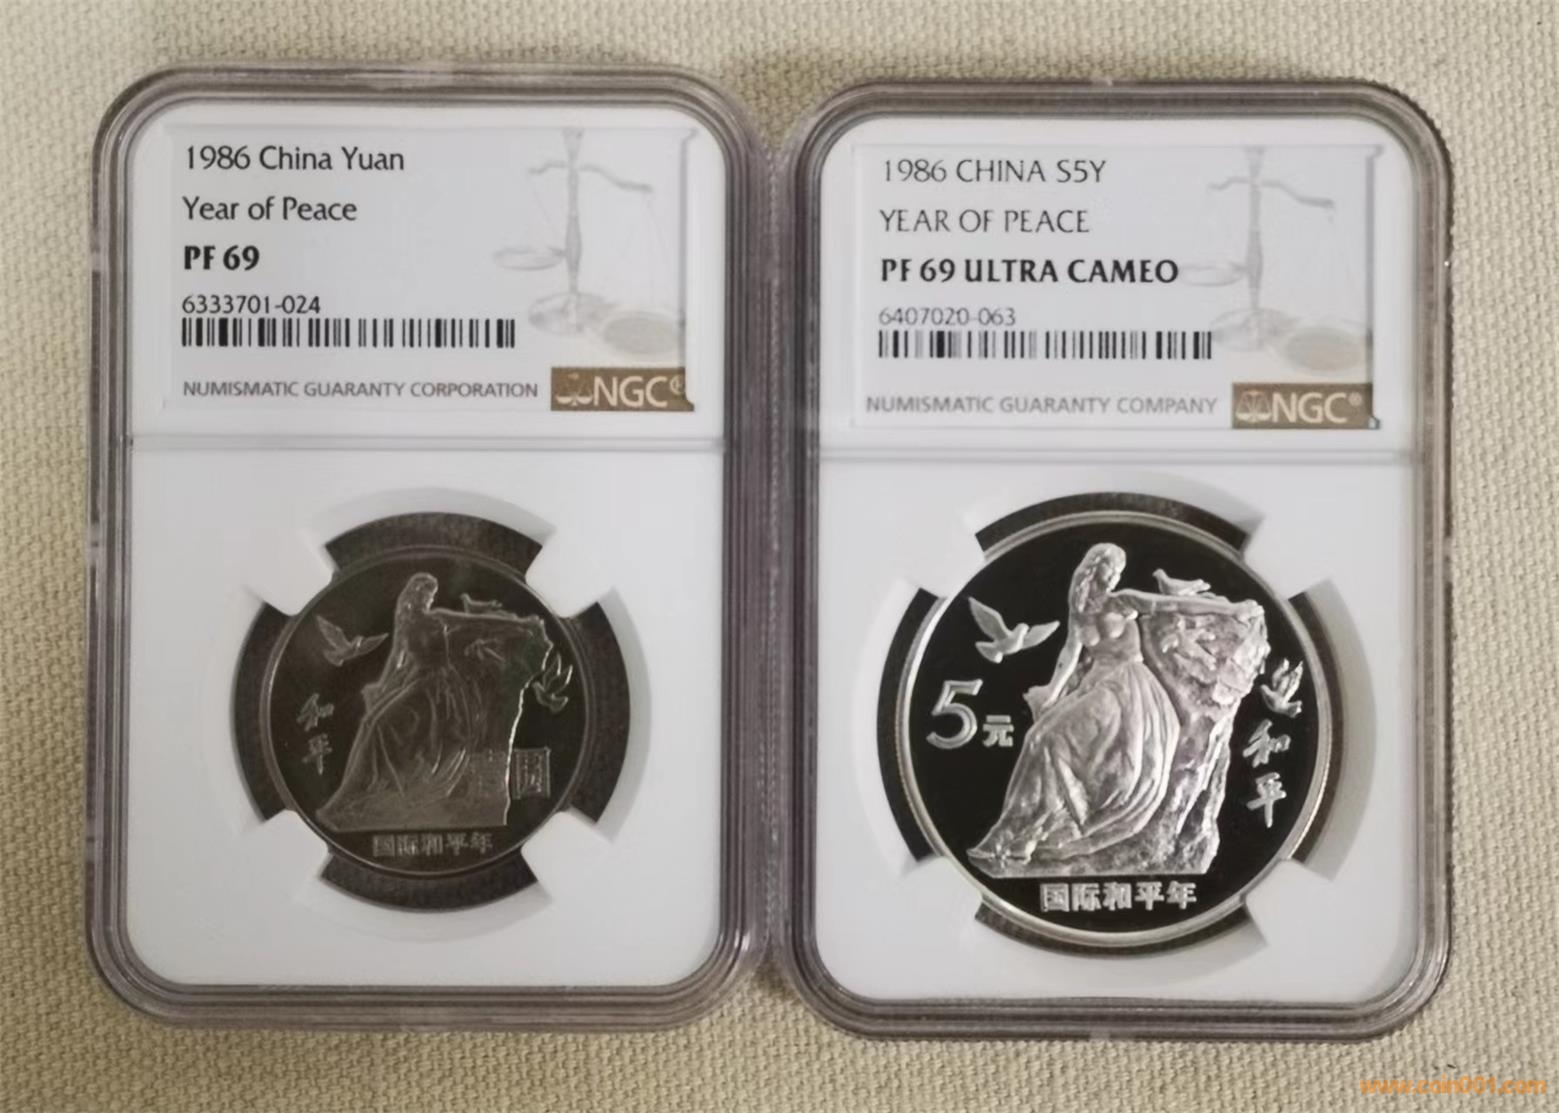 1986 China Yuan
Year of Peace
PF 69
6333701-024
NUMISMATIC GUARANTY CORPORATION
NGC®
和平
圆
国际和平年
1986 CHINA S5Y
YEAR OF PEACE
PF 69 ULTRA CAMEO
6407020-063
NUMISMATIC GUARANTY COMPANY
NGC®
5元
和平
国际和平年
www.coin001.com